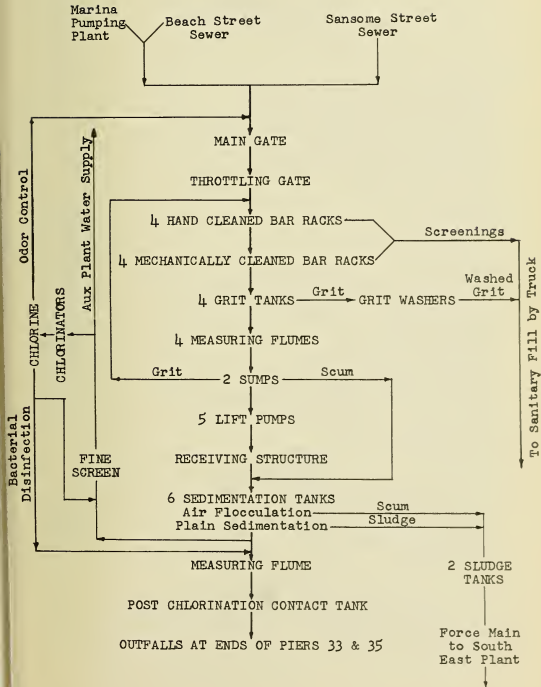 Marina
Pumping
Plant
Beach Street
Sewer
Sansome Street
Sewer
MAIN GATE
THROTTLING GATE
4 HAND CLEANED BAR RACKS
Screenings
4 MECHANICALLY CLEANED BAR RACKS
4 GRIT TANKS
Grit
GRIT WASHERS
Washed
Grit
To Sanitary Fill by Truck
4 MEASURING FLUMES
Grit
2 SUMPS
Scum
5 LIFT PUMPS
RECEIVING STRUCTURE
6 SEDIMENTATION TANKS
Air Flocculation
Scum
Plain Sedimentation
Sludge
MEASURING FLUME
2 SLUDGE
TANKS
POST CHLORINATION CONTACT TANK
OUTFALLS AT ENDS OF PIERS 33 & 35
Force Main
to South
East Plant
Odor Control
Aux Plant Water Supply
CHLORINE
CHLORINATORS
FINE
SCREEN
Bacterial
Disinfection